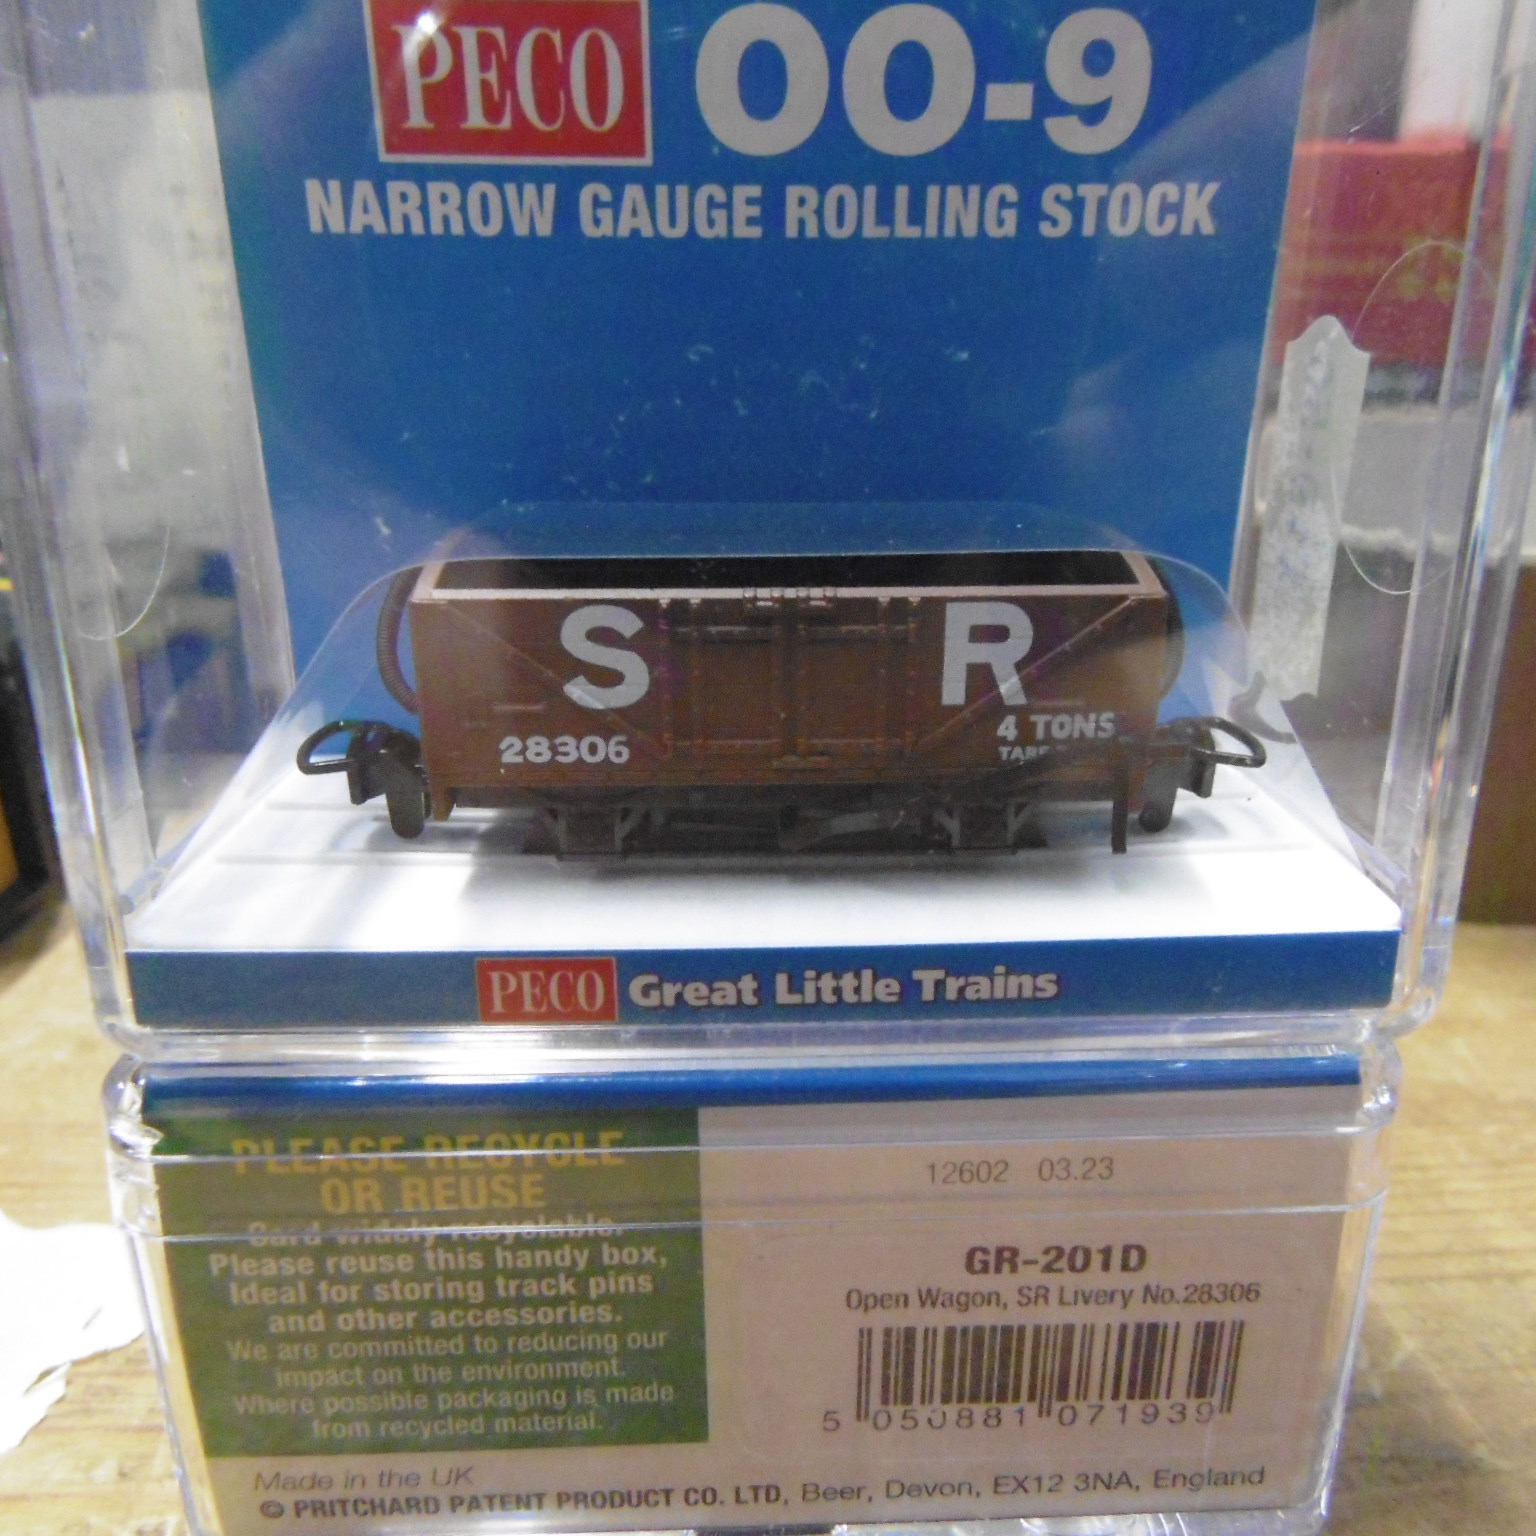 PECO OO-9
NARROW GAUGE ROLLING STOCK
S R
28306
4 TONS
TARE
PECO Great Little Trains
PLEASE RECYCLE
OR REUSE
Card widely recyclable.
Please reuse this handy box,
Ideal for storing track pins
and other accessories.
We are committed to reducing our
impact on the environment.
Where possible packaging is made
from recycled material.
12602 03.23
GR-201D
Open Wagon, SR Livery No.28306
5 050881 071939
Made in the UK
© PRITCHARD PATENT PRODUCT CO. LTD, Beer, Devon, EX12 3NA, England